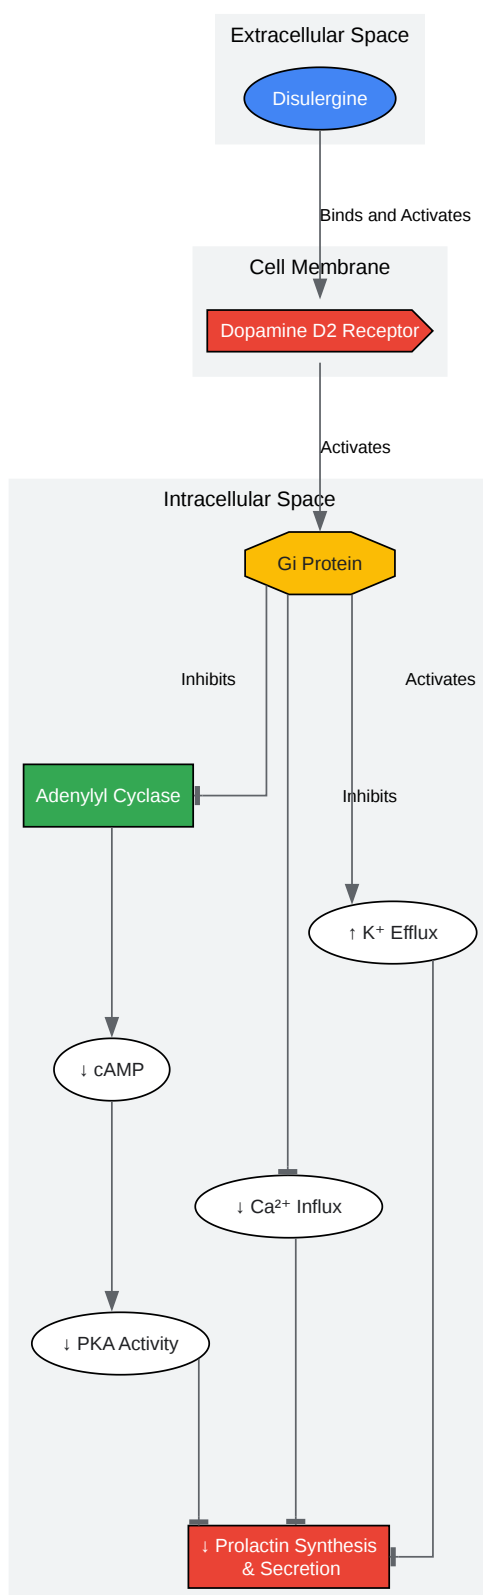 Extracellular Space
Disulergine
Binds and Activates
Cell Membrane
Dopamine D2 Receptor
Activates
Intracellular Space
Gi Protein
Inhibits
Activates
Adenylyl Cyclase
Inhibits
↑ K⁺ Efflux
↓ cAMP
↓ Ca²⁺ Influx
↓ PKA Activity
↓ Prolactin Synthesis
& Secretion